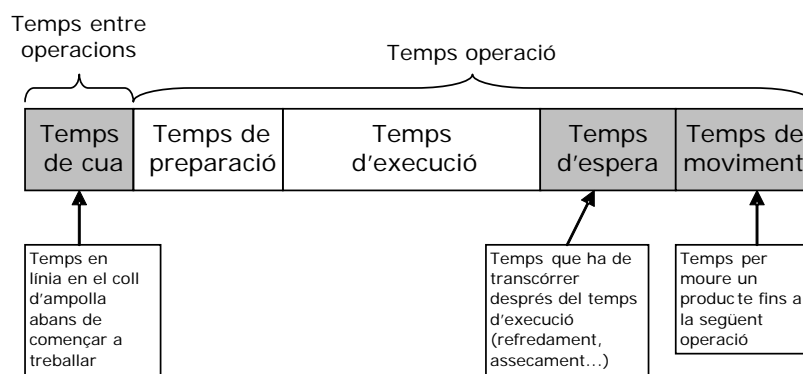 Temps entre
operacions
Temps operació
Temps
de cua
Temps de
preparació
Temps
d'execució
Temps
d'espera
Temps de
moviment
Temps en
línia en el coll
d'ampolla
abans de
començar a
treballar
Temps que ha de
transcórrer
després del temps
d'execució
(refredament,
assecament...)
Temps per
moure un
producte fins a
la següent
operació